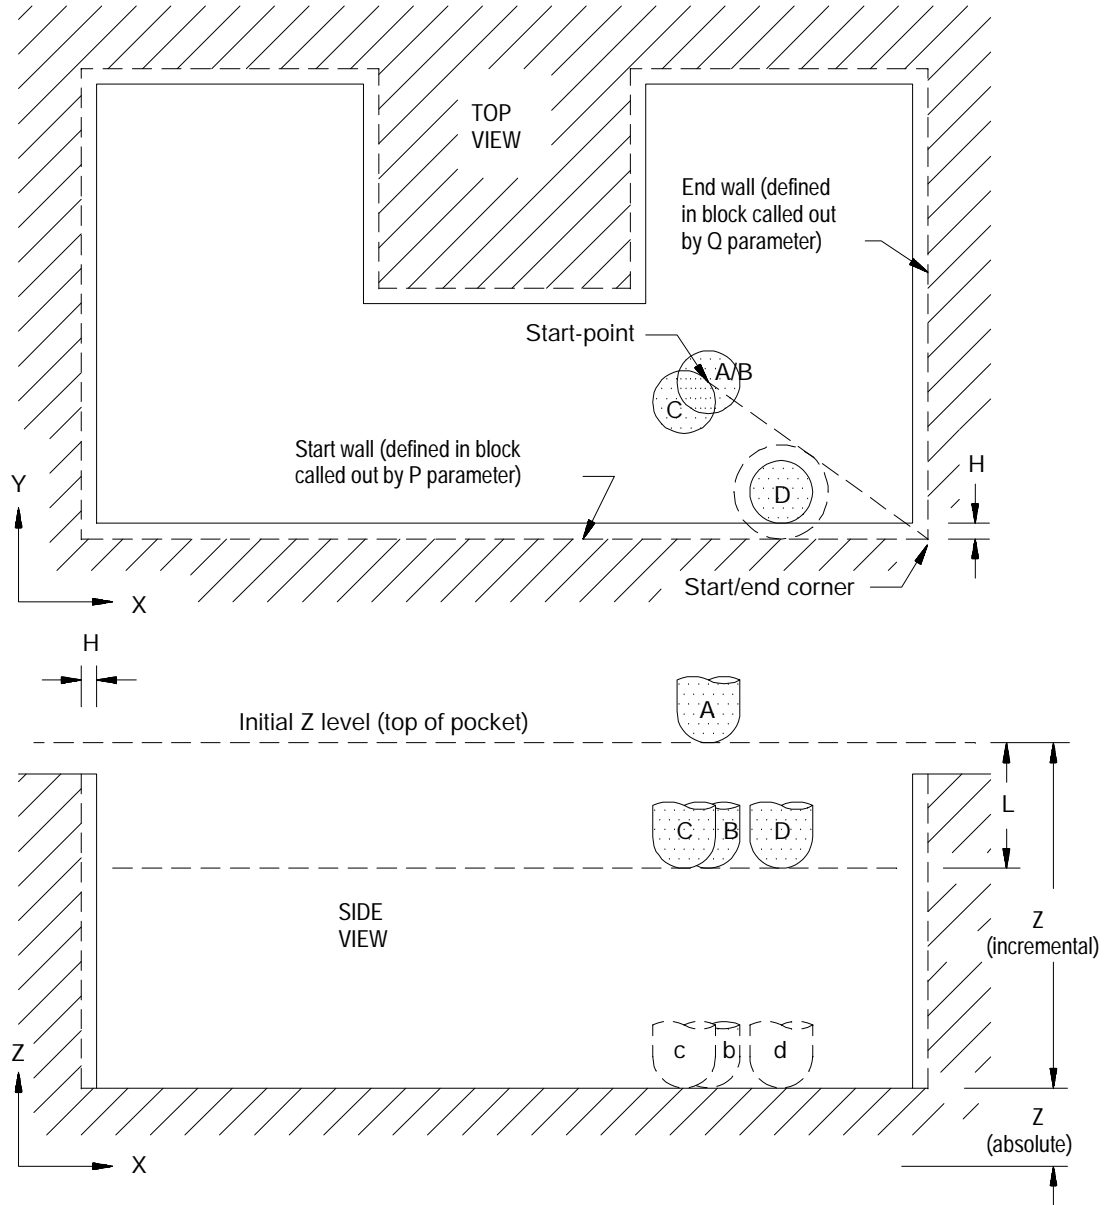 TOP
VIEW
End wall (defined
in block called out
by Q parameter)
Start-point
A/B
C
Start wall (defined in block
called out by P parameter)
H
Y
D
Start/end corner
X
H
A
Initial Z level (top of pocket)
L
C
B
D
SIDE
VIEW
Z
(incremental)
Z
c
b
d
Z
(absolute)
X